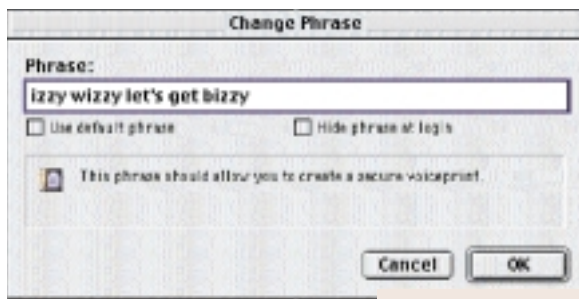 Change Phrase
Phrase:
izzy wizzy let's get bizzy
Use default phrase Hide phrase at login
This phrase should allow you to create a secure voiceprint.
Cancel OK